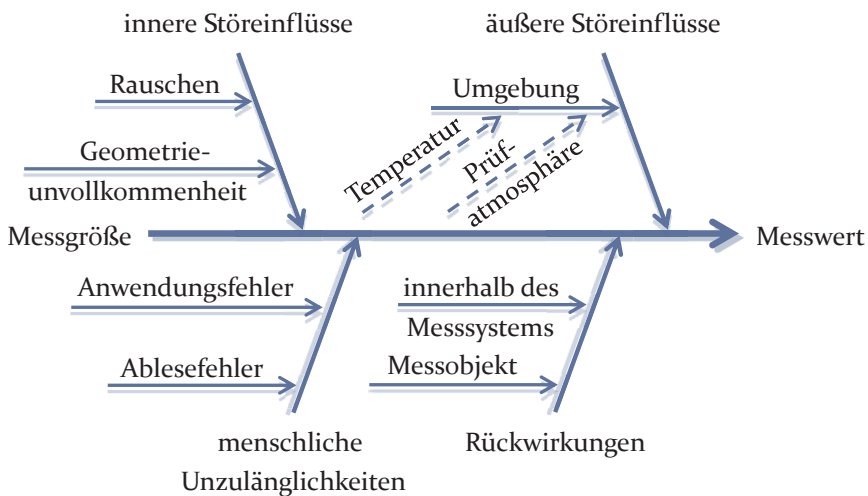 innere Störeinflüsse
äußere Störeinflüsse
Rauschen
Umgebung
Geometrie-
unvollkommenheit
Temperatur
Prüf-
atmosphäre
Messgröße
Messwert
Anwendungsfehler
innerhalb des
Messsystems
Ablesefehler
Messobjekt
menschliche
Unzulänglichkeiten
Rückwirkungen